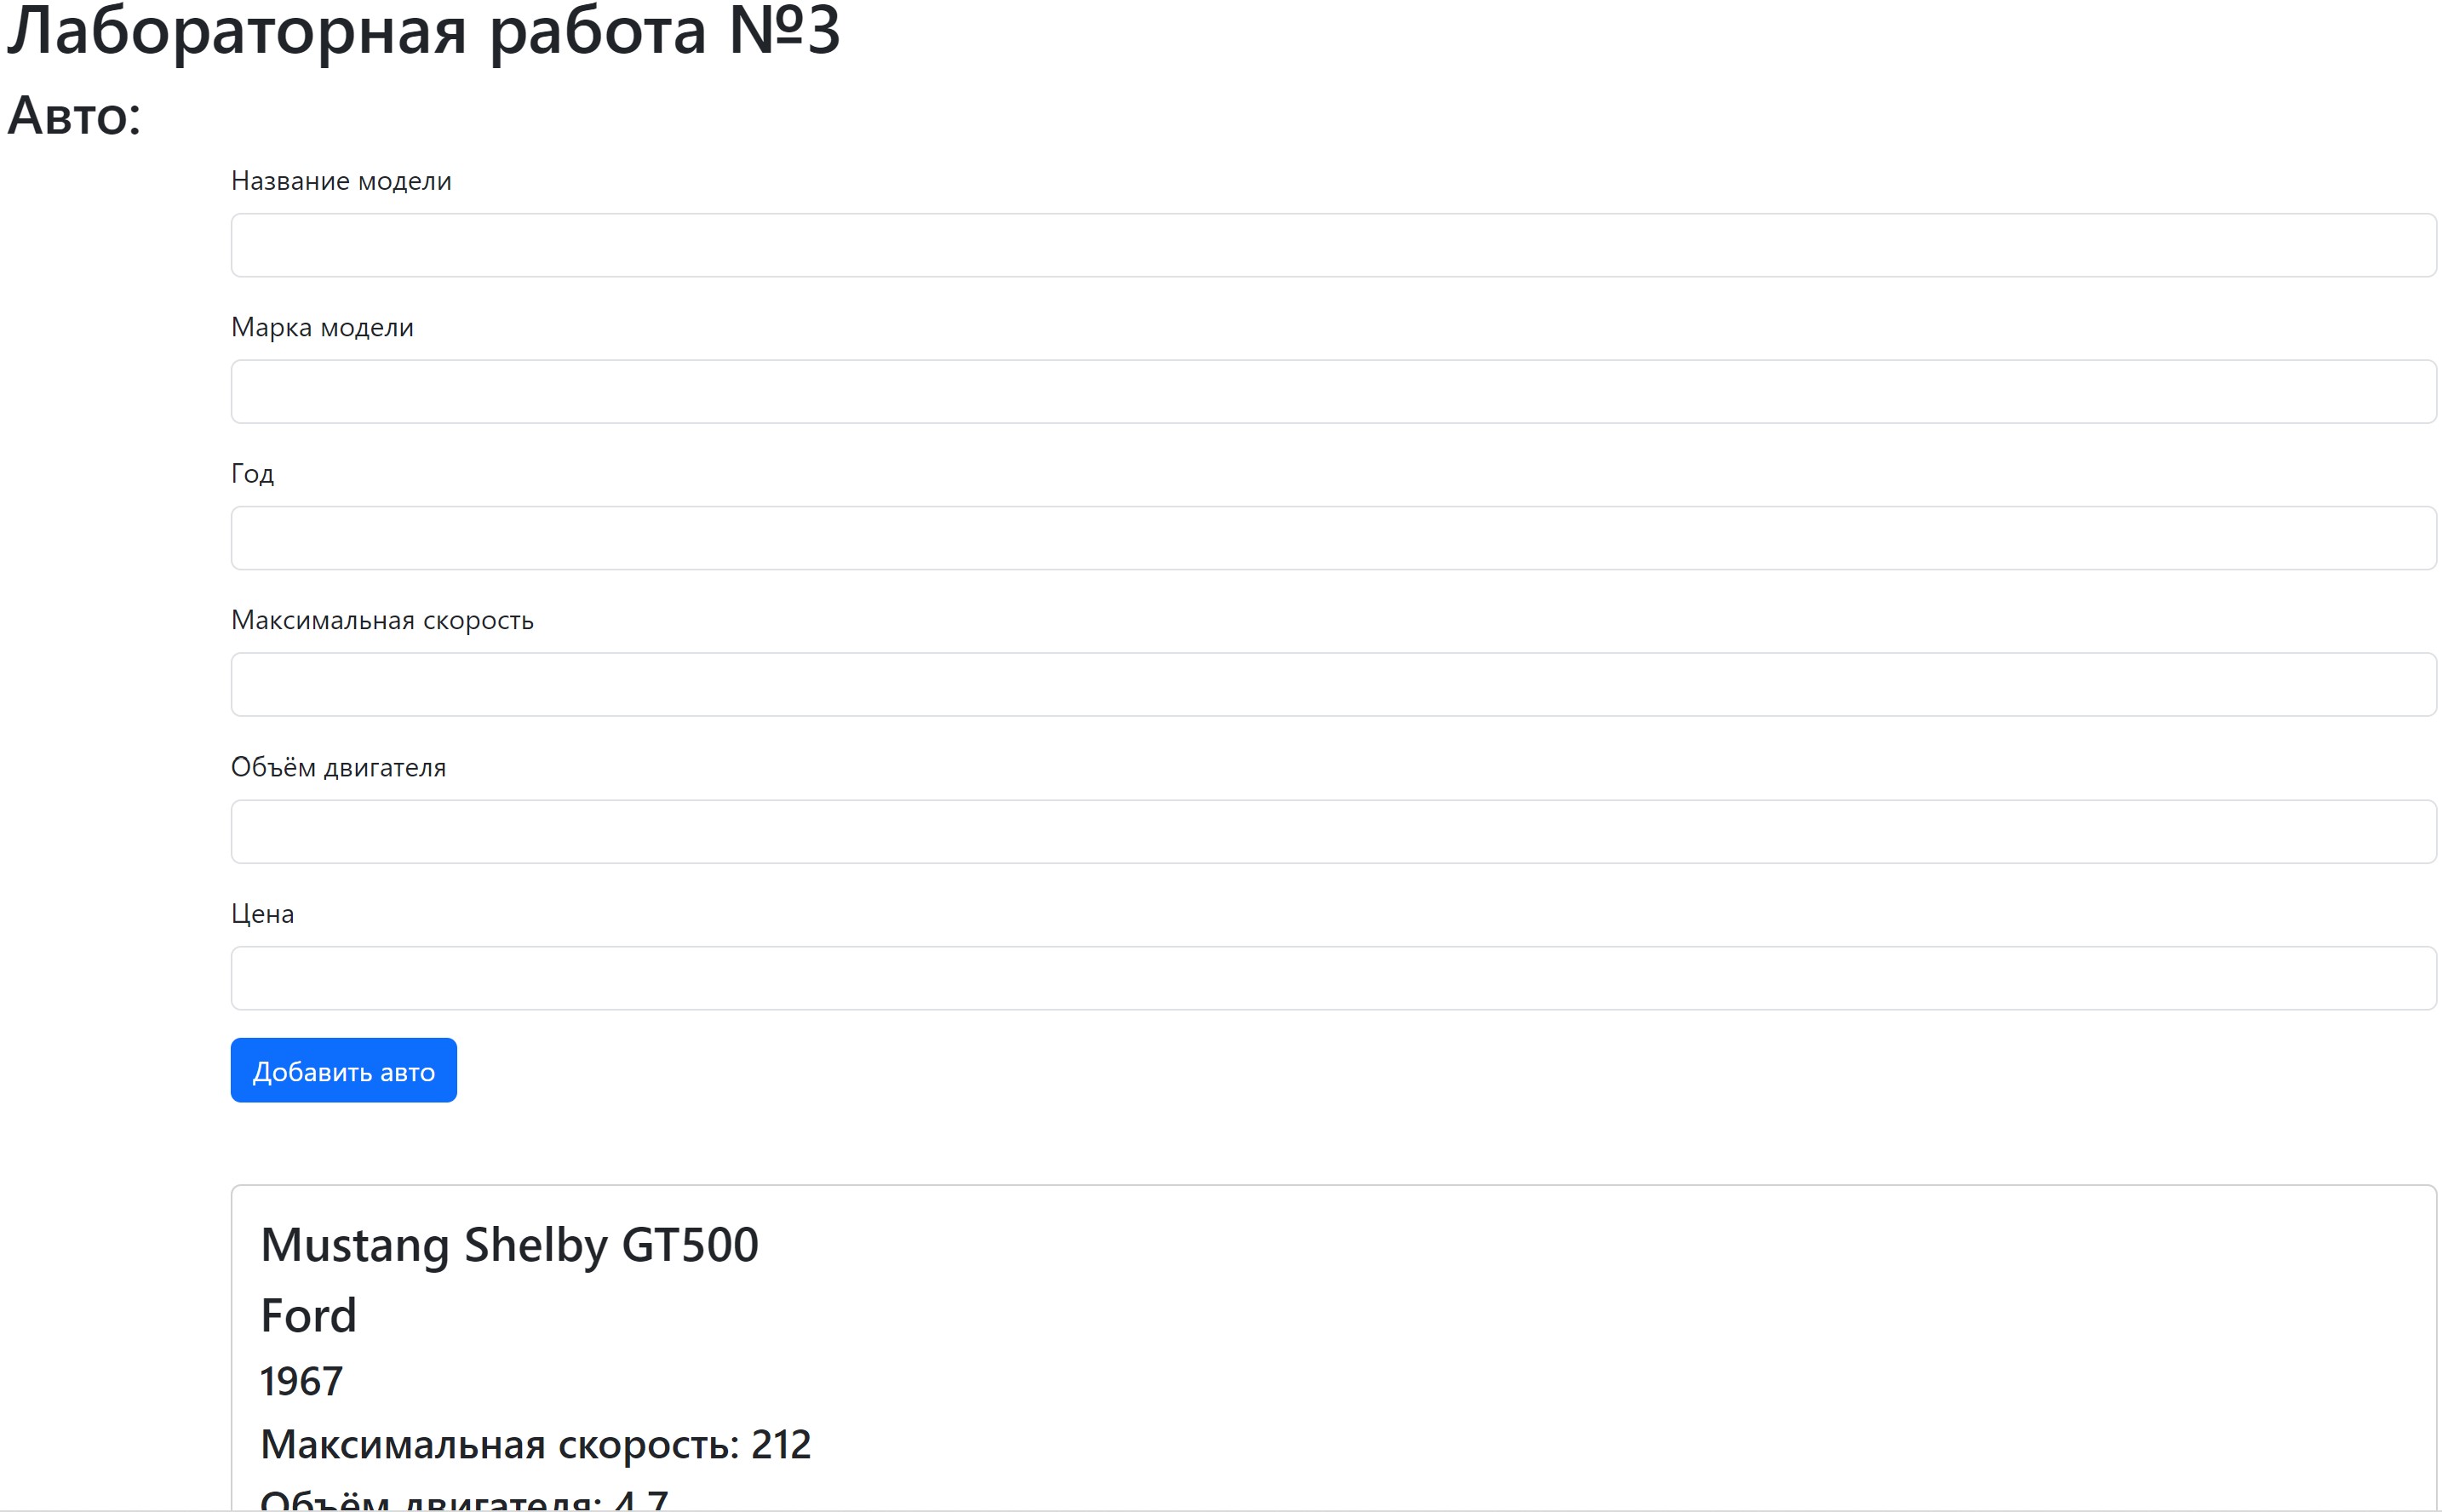 Лабораторная работа №3
Авто:
Название модели
Марка модели
Год
Максимальная скорость
Объём двигателя
Цена
Добавить авто
Mustang Shelby GT500
Ford
1967
Максимальная скорость: 212
Объём двигателя: 4.7